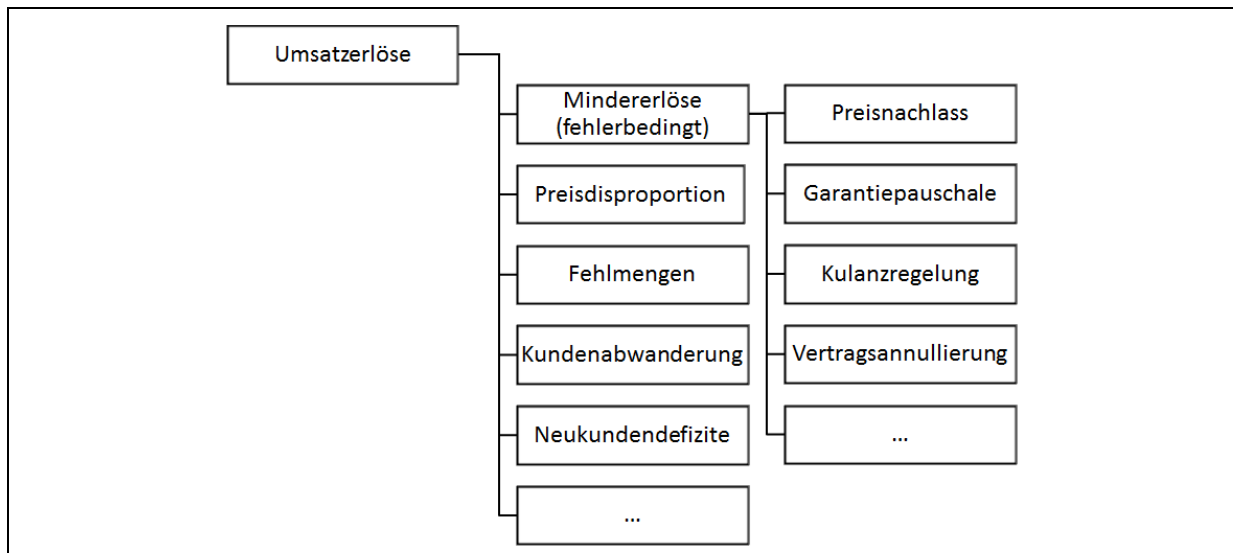 Umsatzerlöse
Mindererlöse
(fehlerbedingt)
Preisdisproportion
Fehlmengen
Kundenabwanderung
Neukundendefizite
...
Preisnachlass
Garantiepauschale
Kulanzregelung
Vertragsannullierung
...